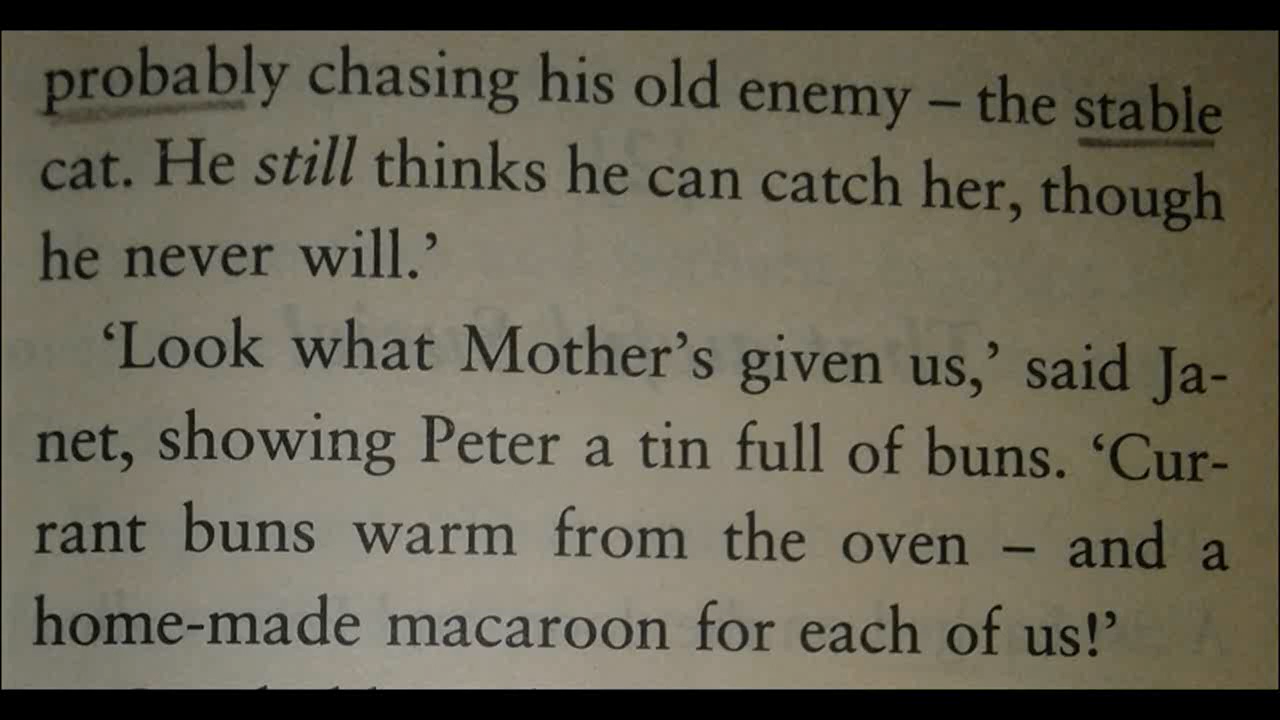 probably chasing his old enemy – the stable
cat. He still thinks he can catch her, though
he never will.’
‘Look what Mother’s given us,’ said Ja-
net, showing Peter a tin full of buns. ‘Cur-
rant buns warm from the oven – and a
home-made macaroon for each of us!’